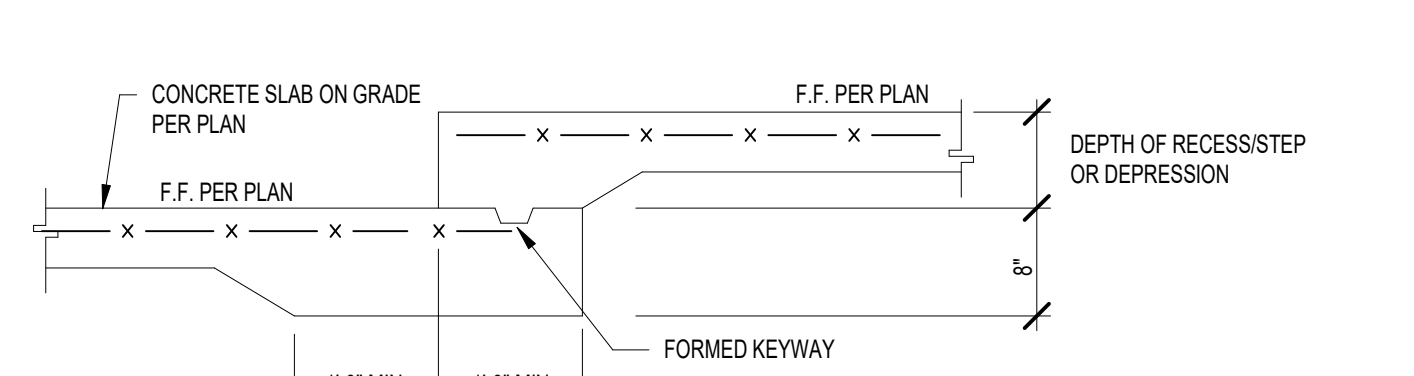 CONCRETE SLAB ON GRADE
PER PLAN
F.F. PER PLAN
DEPTH OF RECESS/STEP
OR DEPRESSION
F.F. PER PLAN
8"
FORMED KEYWAY